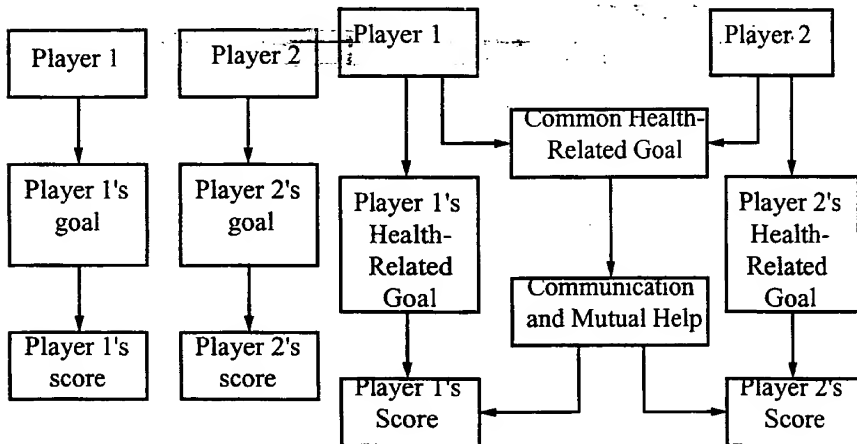 Player 1
Player 2
Player 1
Player 2
Common Health-
Related Goal
Player 1's
goal
Player 2's
goal
Player 1's
Health-
Related
Goal
Player 2's
Health-
Related
Goal
Communication
and Mutual Help
Player 1's
score
Player 2's
score
Player 1's
Score
Player 2's
Score